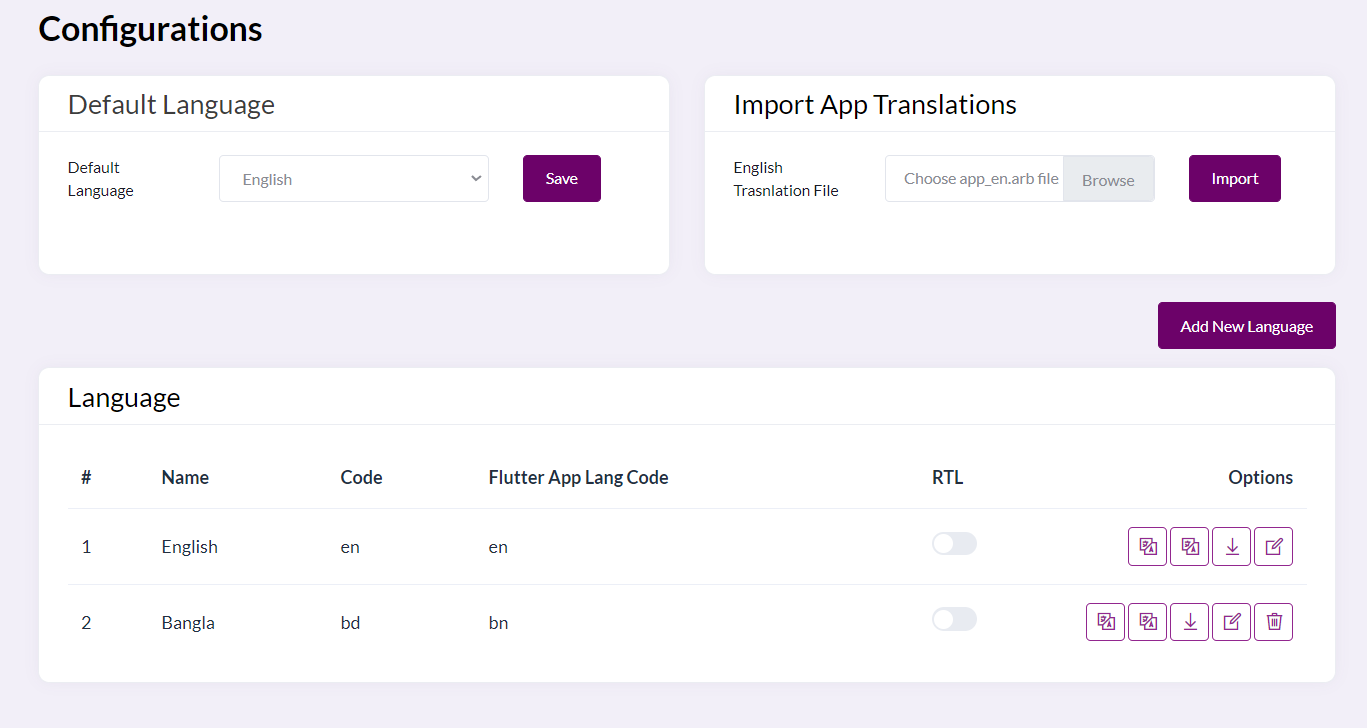 Configurations
Default Language
Default
Language
English
Save
Import App Translations
English
Trasnlation File
Choose app_en.arb file
Browse
Import
Add New Language
Language
# Name Code Flutter App Lang Code RTL Options
1 English en en
2 Bangla bd bn